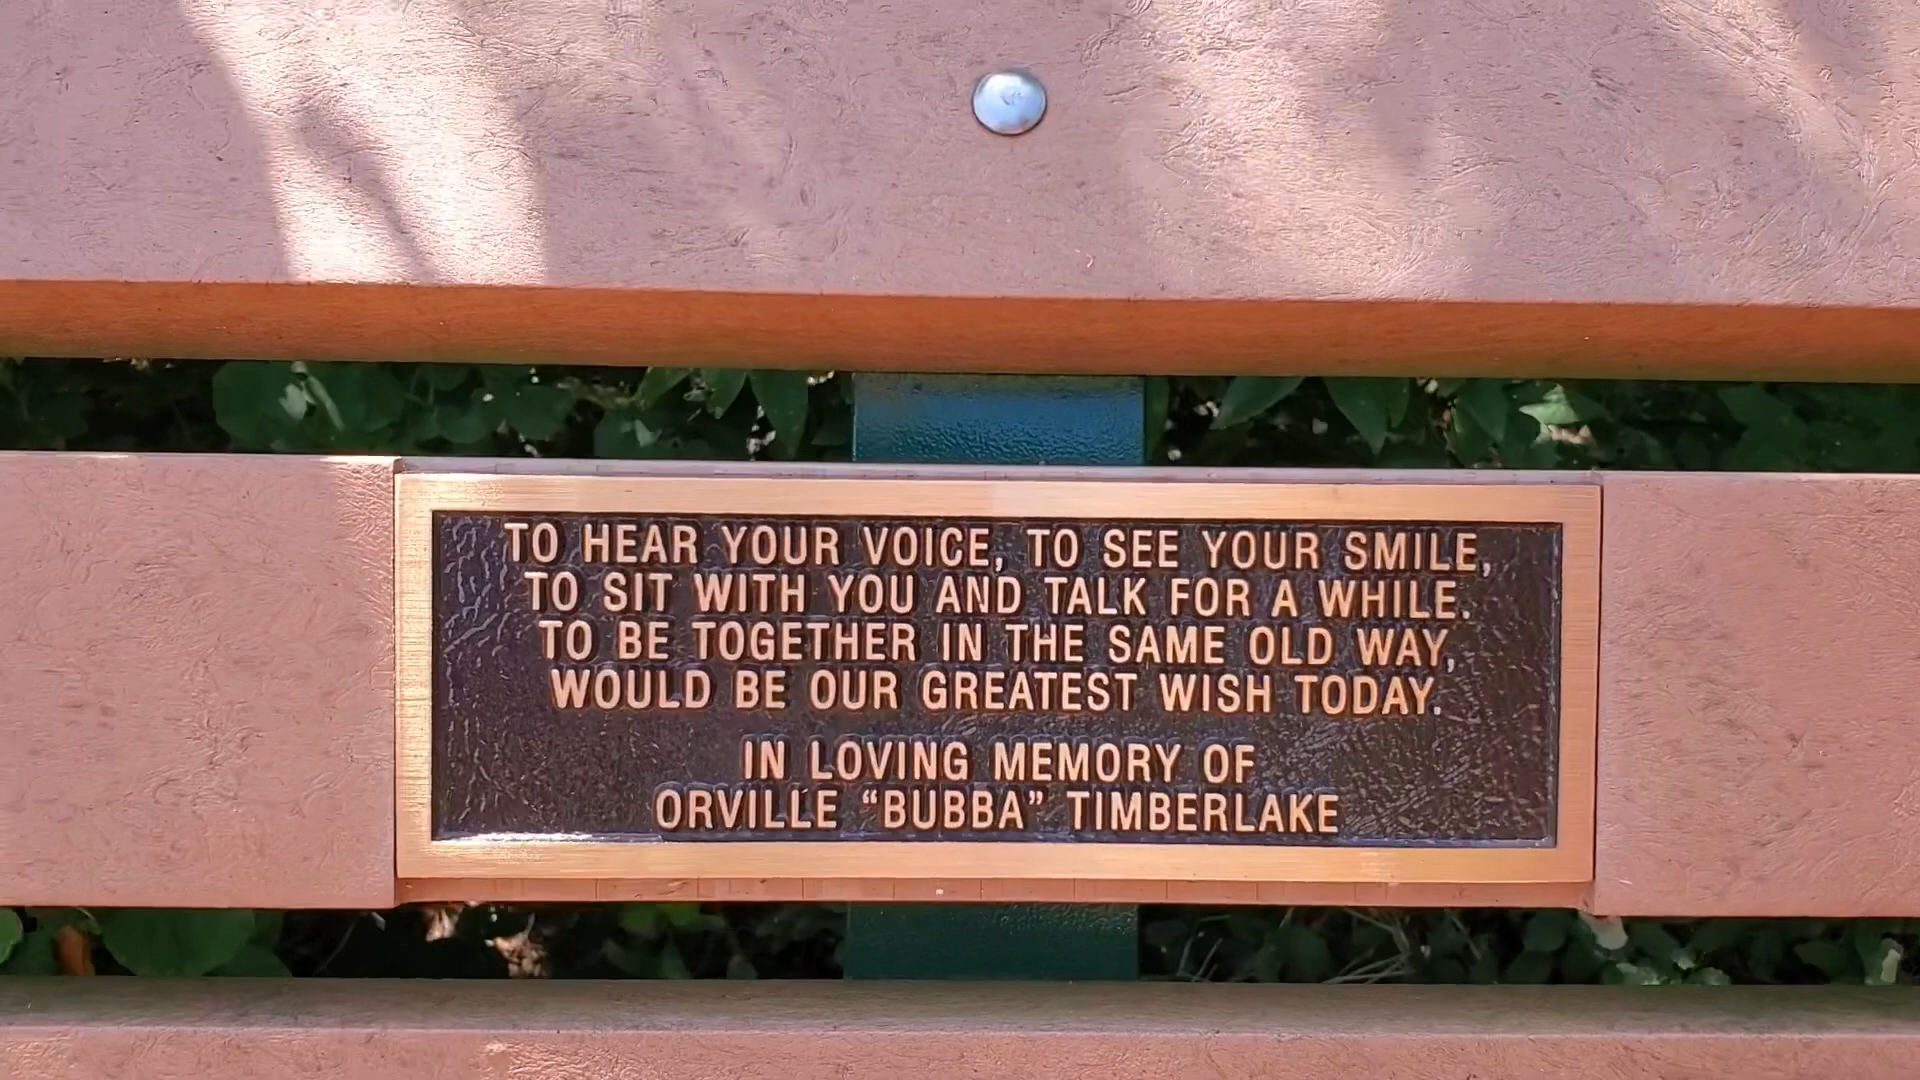 TO HEAR YOUR VOICE, TO SEE YOUR SMILE,
TO SIT WITH YOU AND TALK FOR A WHILE.
TO BE TOGETHER IN THE SAME OLD WAY,
WOULD BE OUR GREATEST WISH TODAY.
IN LOVING MEMORY OF
ORVILLE “BUBBA” TIMBERLAKE